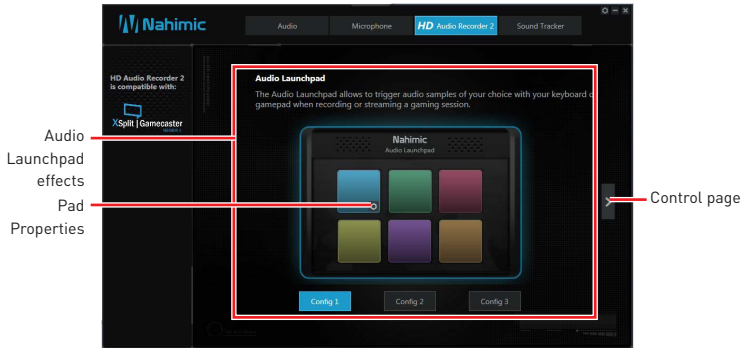 Nahimic
Audio
Microphone
HD Audio Recorder 2
Sound Tracker
HD Audio Recorder 2
is compatible with:
XSplit | Gamecaster
Audio Launchpad
The Audio Launchpad allows to trigger audio samples of your choice with your keyboard
gamepad when recording or streaming a gaming session.
Nahimic
Audio Launchpad
Config 1
Config 2
Config 3
Audio
Launchpad
effects
Pad
Properties
Control page